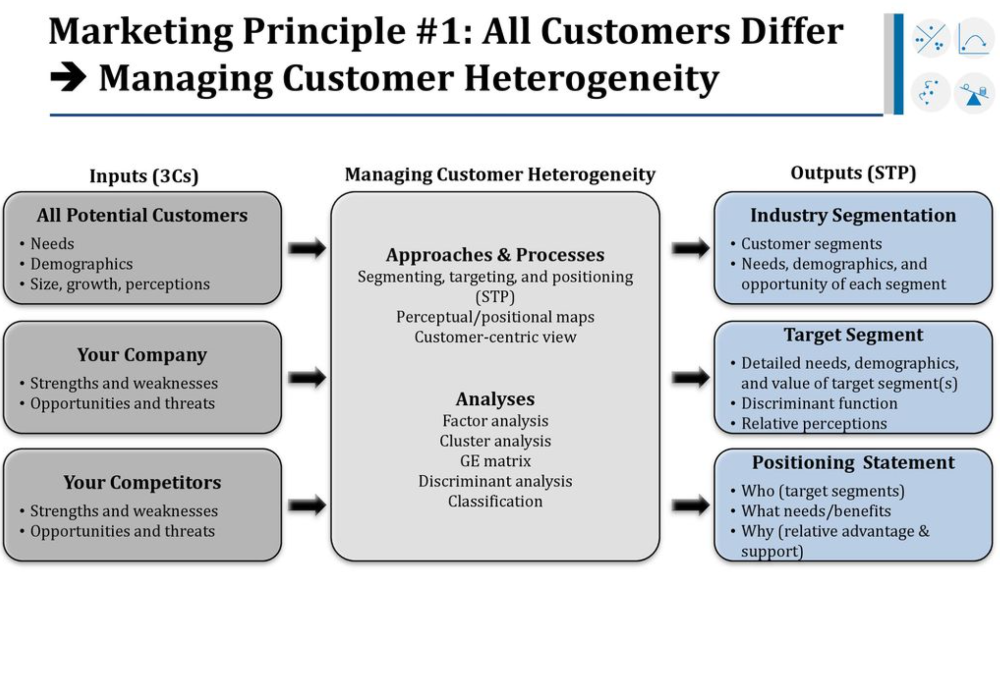 Marketing Principle #1: All Customers Differ
➔ Managing Customer Heterogeneity
Inputs (3Cs)
All Potential Customers
• Needs
• Demographics
• Size, growth, perceptions
Your Company
• Strengths and weaknesses
• Opportunities and threats
Your Competitors
• Strengths and weaknesses
• Opportunities and threats
Managing Customer Heterogeneity
Approaches & Processes
Segmenting, targeting, and positioning
(STP)
Perceptual/positional maps
Customer-centric view
Analyses
Factor analysis
Cluster analysis
GE matrix
Discriminant analysis
Classification
Outputs (STP)
Industry Segmentation
• Customer segments
• Needs, demographics, and
opportunity of each segment
Target Segment
• Detailed needs, demographics,
and value of target segment(s)
• Discriminant function
• Relative perceptions
Positioning Statement
• Who (target segments)
• What needs/benefits
• Why (relative advantage &
support)